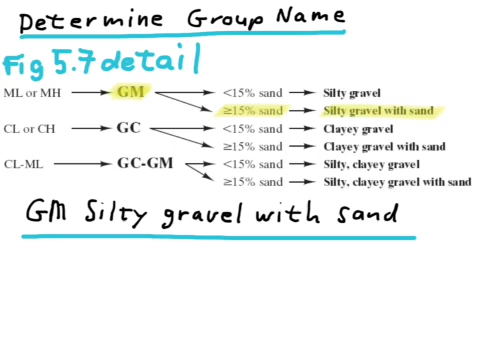 Determine Group Name
Fig 5.7 detail
ML or MH GM <15% sand Silty gravel
≥15% sand Silty gravel with sand
CL or CH GC <15% sand Clayey gravel
≥15% sand Clayey gravel with sand
CL-ML GC-GM <15% sand Silty, clayey gravel
≥15% sand Silty, clayey gravel with sand
GM Silty gravel with sand